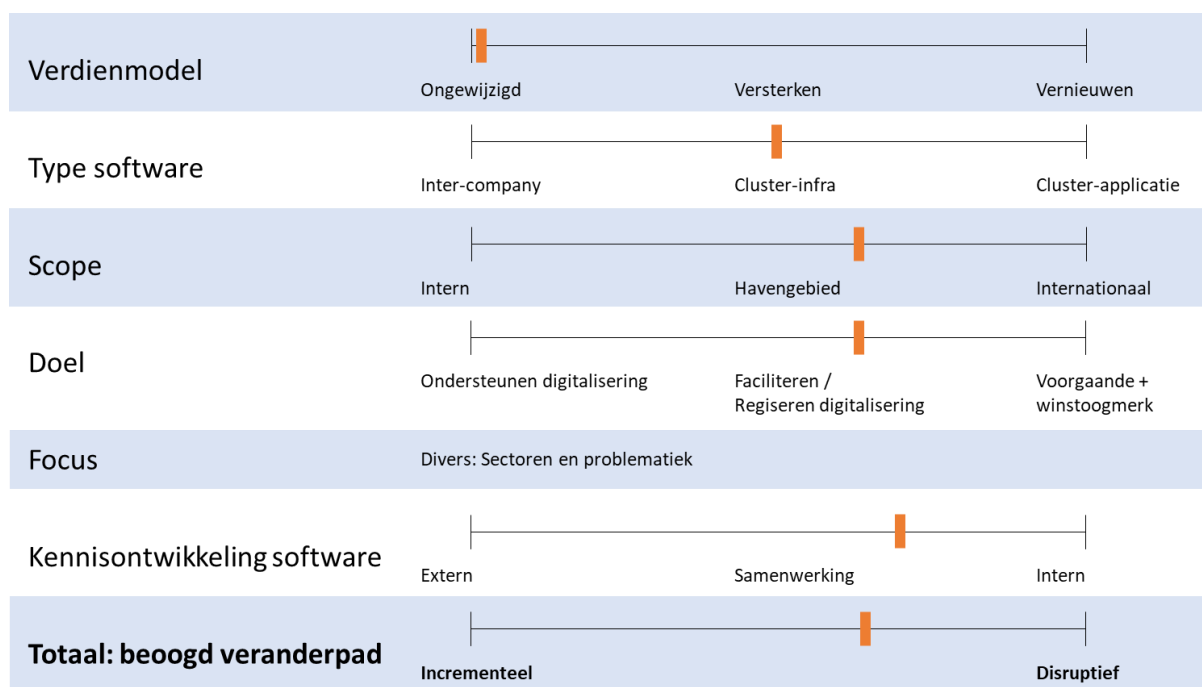 Verdienmodel
Ongewijzigd Versterken Vernieuwen
Type software
Inter-company Cluster-infra Cluster-applicatie
Scope
Intern Havengebied Internationaal
Doel
Ondersteunen digitalisering Faciliteren / Voorgaande +
Regiseren digitalisering winstoogmerk
Focus
Divers: Sectoren en problematiek
Kennisontwikkeling software
Extern Samenwerking Intern
Totaal: beoogd veranderpad
Incrementeel Disruptief